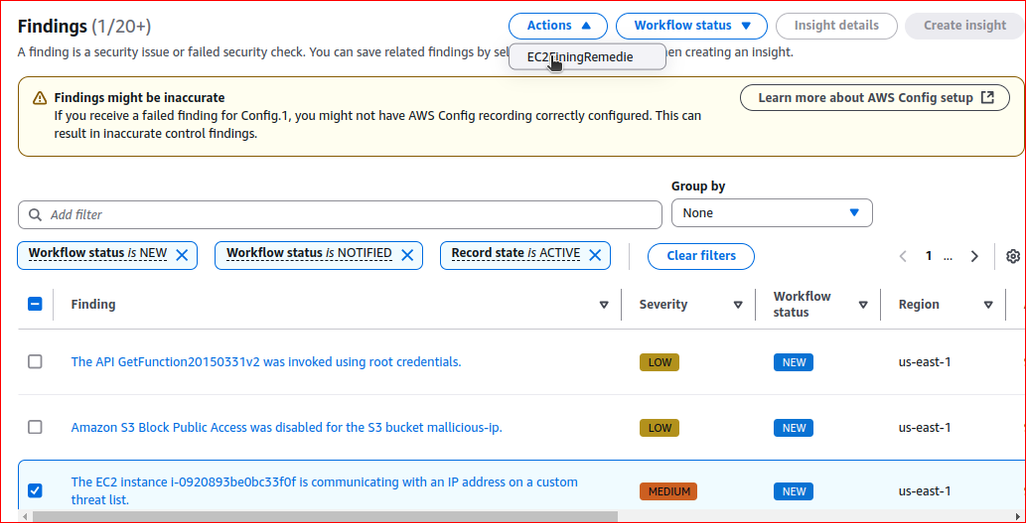 Findings (1/20+)
Actions
Workflow status
Insight details
Create insight
A finding is a security issue or failed security check. You can save related findings by sel en creating an insight.
EC2FiningRemedie
Findings might be inaccurate
If you receive a failed finding for Config.1, you might not have AWS Config recording correctly configured. This can
result in inaccurate control findings.
Learn more about AWS Config setup
Group by
Add filter
None
Workflow status is NEW
Workflow status is NOTIFIED
Record state is ACTIVE
Clear filters
1 ...
Finding
Severity
Workflow
status
Region
The API GetFunction20150331v2 was invoked using root credentials.
LOW
NEW
us-east-1
Amazon S3 Block Public Access was disabled for the S3 bucket mallicious-ip.
LOW
NEW
us-east-1
The EC2 instance i-0920893be0bc33f0f is communicating with an IP address on a custom
threat list.
MEDIUM
NEW
us-east-1